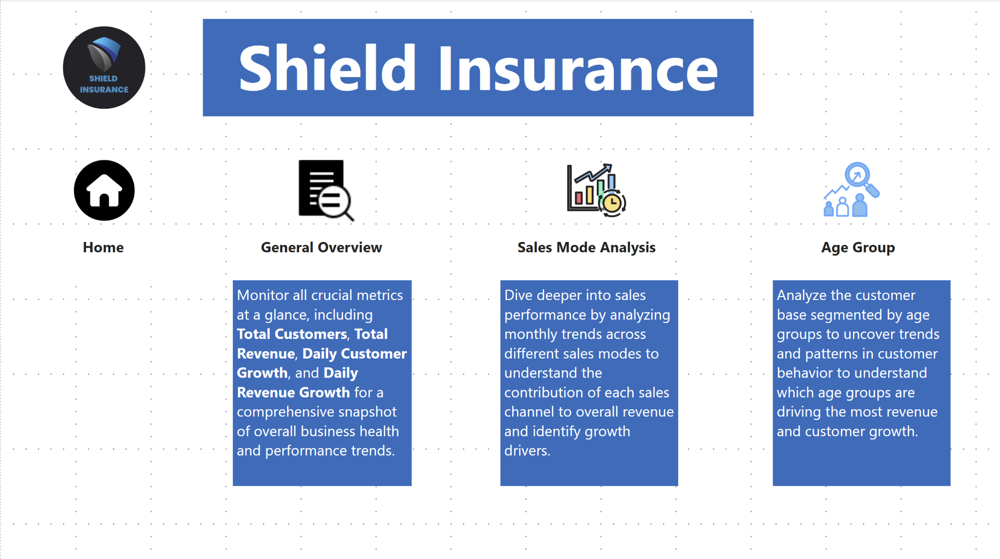 SHIELD
INSURANCE
Shield Insurance
Home
General Overview
Sales Mode Analysis
Age Group
Monitor all crucial metrics
at a glance, including
Total Customers, Total
Revenue, Daily Customer
Growth, and Daily
Revenue Growth for a
comprehensive snapshot
of overall business health
and performance trends.
Dive deeper into sales
performance by analyzing
monthly trends across
different sales modes to
understand the
contribution of each sales
channel to overall revenue
and identify growth
drivers.
Analyze the customer
base segmented by age
groups to uncover trends
and patterns in customer
behavior to understand
which age groups are
driving the most revenue
and customer growth.